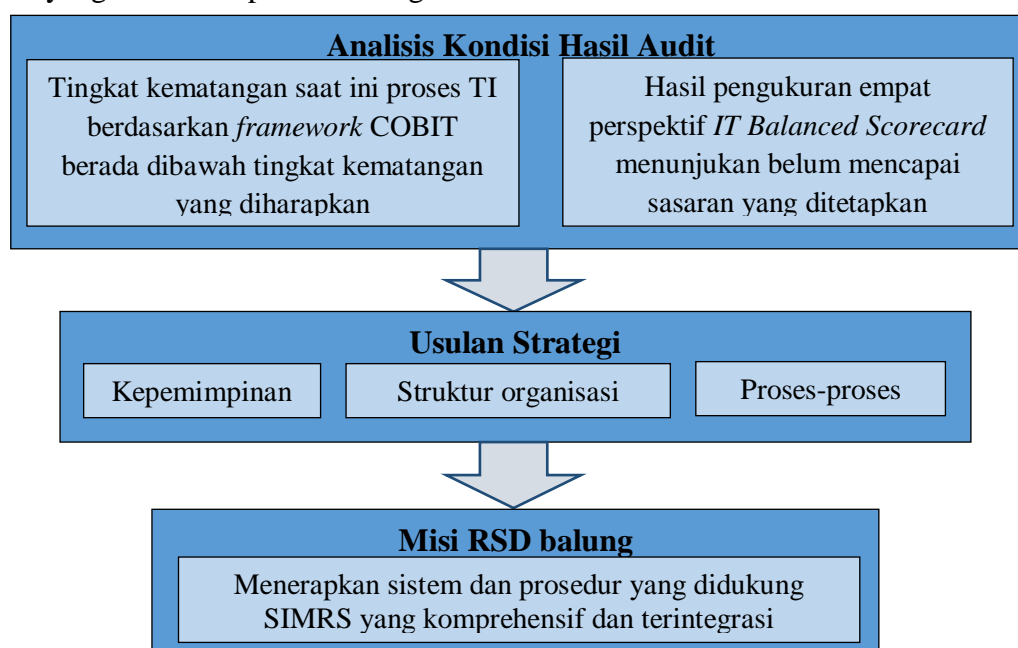 Analisis Kondisi Hasil Audit
Tingkat kematangan saat ini proses TI
berdasarkan framework COBIT
berada dibawah tingkat kematangan
yang diharapkan
Hasil pengukuran empat
perspektif IT Balanced Scorecard
menunjukan belum mencapai
sasaran yang ditetapkan
Usulan Strategi
Kepemimpinan
Struktur organisasi
Proses-proses
Misi RSD balung
Menerapkan sistem dan prosedur yang didukung
SIMRS yang komprehensif dan terintegrasi